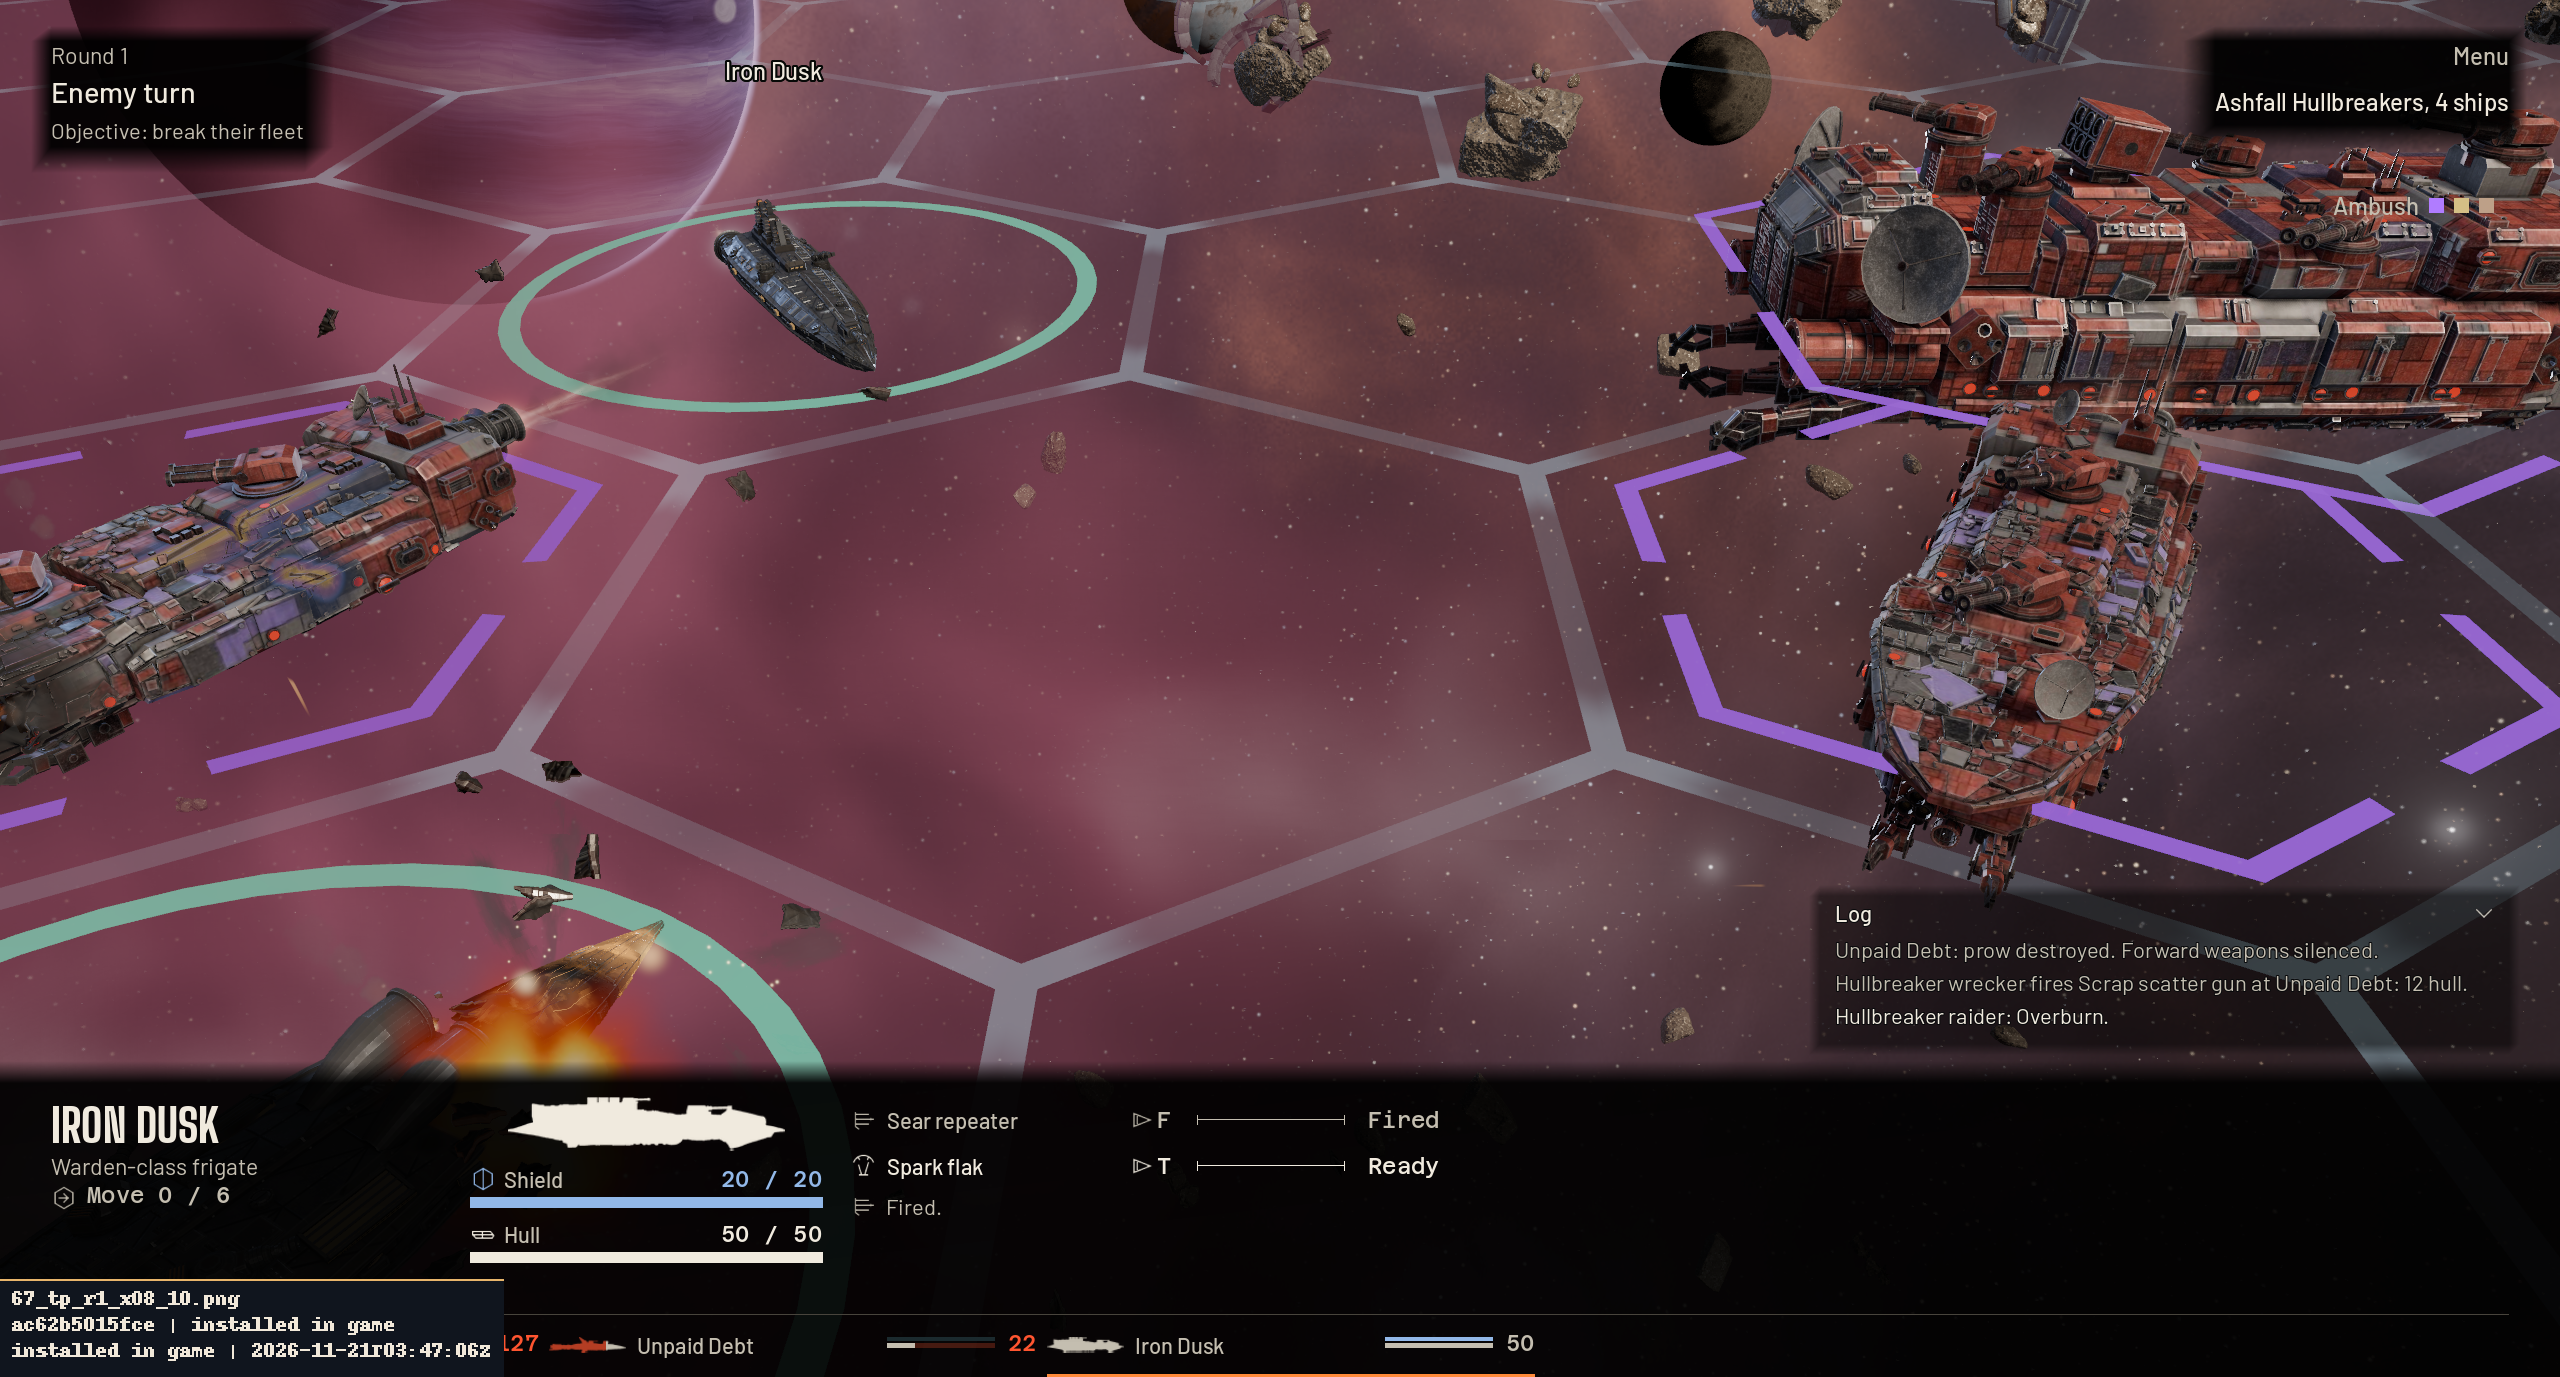 Round 1
Enemy turn
Objective: break their fleet
Iron Dusk
Menu
Ashfall Hullbreakers, 4 ships
Ambush
Log
Unpaid Debt: prow destroyed. Forward weapons silenced.
Hullbreaker wrecker fires Scrap scatter gun at Unpaid Debt: 12 hull.
Hullbreaker raider: Overburn.
IRON DUSK
Warden-class frigate
Move 0 / 6
Shield 20 / 20
Hull 50 / 50
Sear repeater F Fired
Spark flak T Ready
Fired.
67_tp_r1_x08_10.png
ac62b5015fce | installed in game
installed in game | 2026-11-21r03:47:06z
127 Unpaid Debt 22 Iron Dusk 50